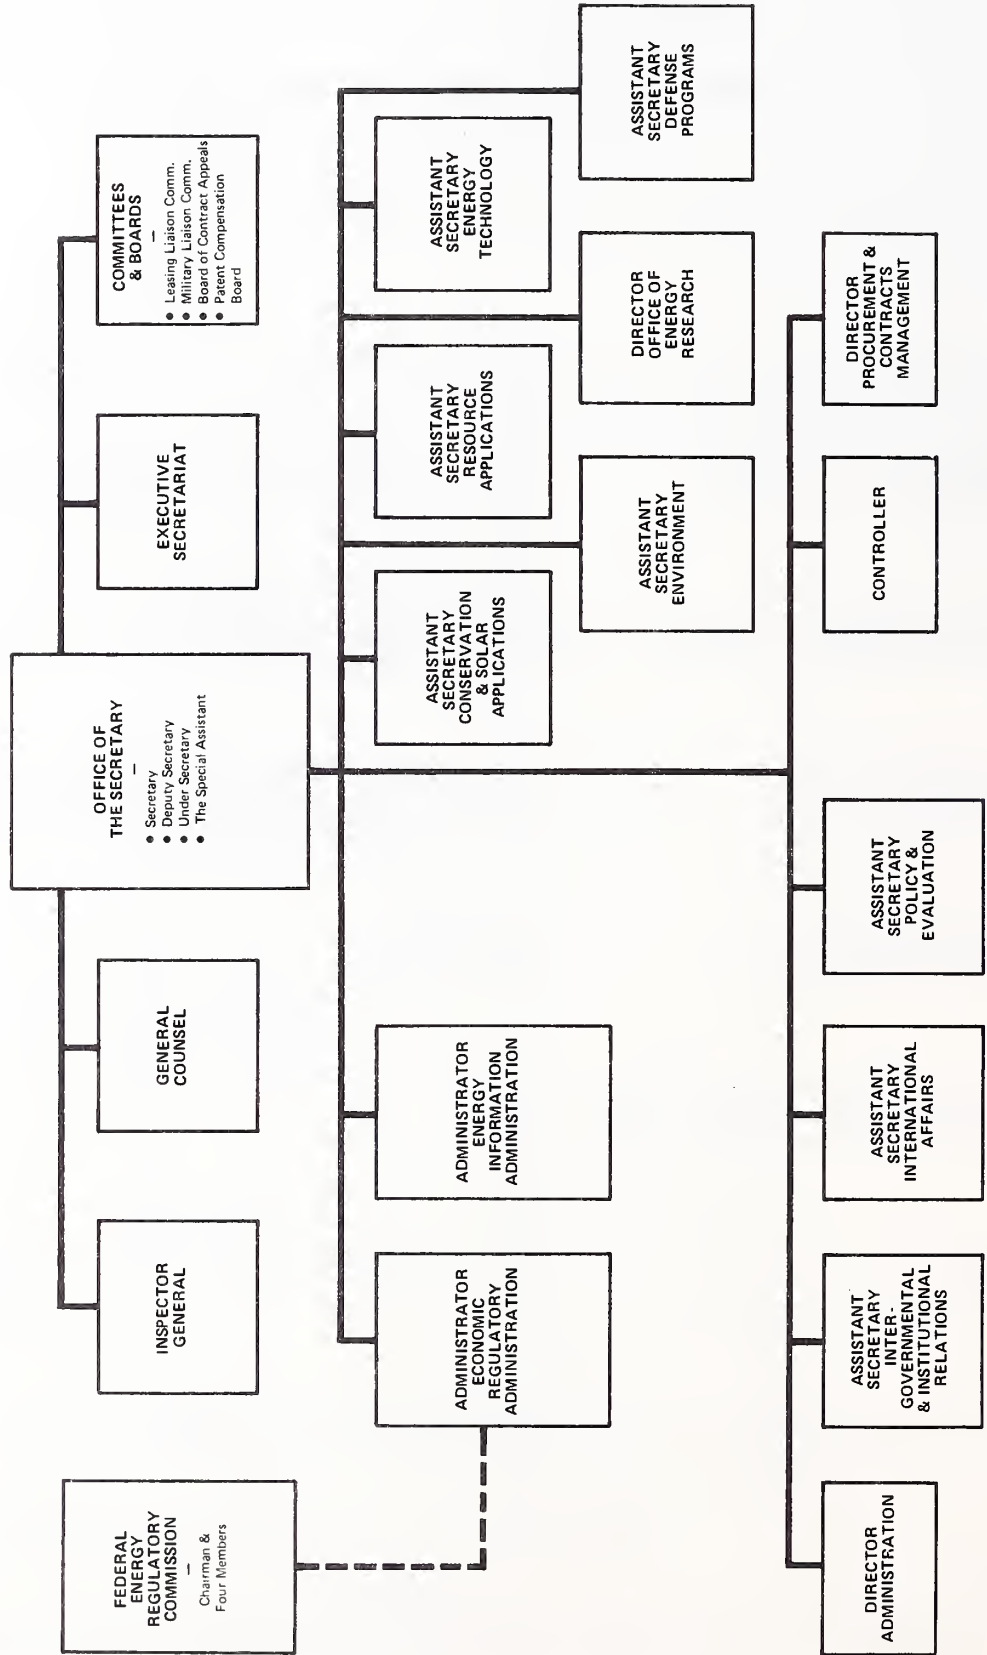 OFFICE OF
THE SECRETARY
–
• Secretary
• Deputy Secretary
• Under Secretary
• The Special Assistant
FEDERAL
ENERGY
REGULATORY
COMMISSION
–
Chairman &
Four Members
INSPECTOR
GENERAL
GENERAL
COUNSEL
EXECUTIVE
SECRETARIAT
COMMITTEES
& BOARDS
–
• Leasing Liaison Comm.
• Military Liaison Comm.
• Board of Contract Appeals
• Patent Compensation
Board
ADMINISTRATOR
ECONOMIC
REGULATORY
ADMINISTRATION
ADMINISTRATOR
ENERGY
INFORMATION
ADMINISTRATION
ASSISTANT
SECRETARY
CONSERVATION
& SOLAR
APPLICATIONS
ASSISTANT
SECRETARY
RESOURCE
APPLICATIONS
ASSISTANT
SECRETARY
ENERGY
TECHNOLOGY
ASSISTANT
SECRETARY
ENVIRONMENT
DIRECTOR
OFFICE OF
ENERGY
RESEARCH
ASSISTANT
SECRETARY
DEFENSE
PROGRAMS
DIRECTOR
ADMINISTRATION
ASSISTANT
SECRETARY
INTER-
GOVERNMENTAL
& INSTITUTIONAL
RELATIONS
ASSISTANT
SECRETARY
INTERNATIONAL
AFFAIRS
ASSISTANT
SECRETARY
POLICY &
EVALUATION
CONTROLLER
DIRECTOR
PROCUREMENT &
CONTRACTS
MANAGEMENT